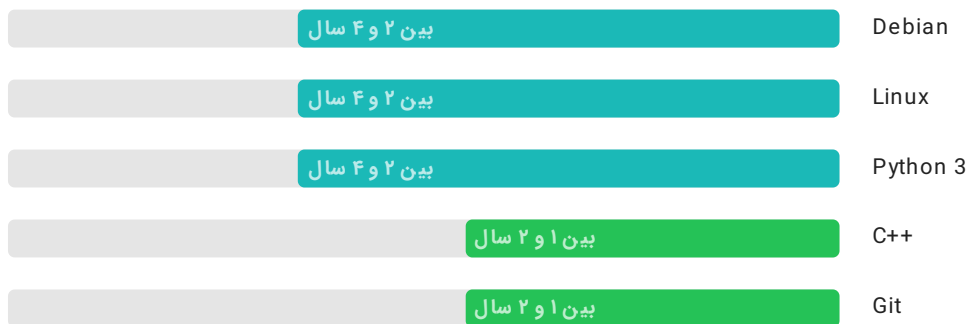 Debian
بین ۲ و ۴ سال
Linux
بین ۲ و ۴ سال
Python 3
بین ۲ و ۴ سال
C++
بین ۱ و ۲ سال
Git
بین ۱ و ۲ سال